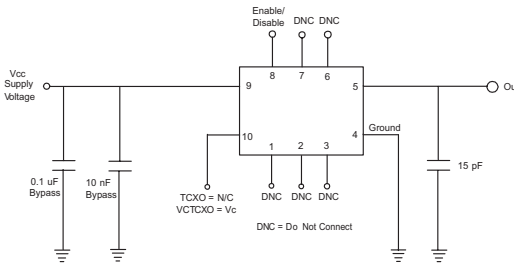 Enable/
Disable
DNC DNC
Vcc
Supply
Voltage
8 7 6
9
5
10
4
Ground
1 2 3
0.1 uF
Bypass
10 nF
Bypass
15 pF
TCXO = N/C
VCTCXO = Vc
DNC DNC DNC
DNC = Do Not Connect